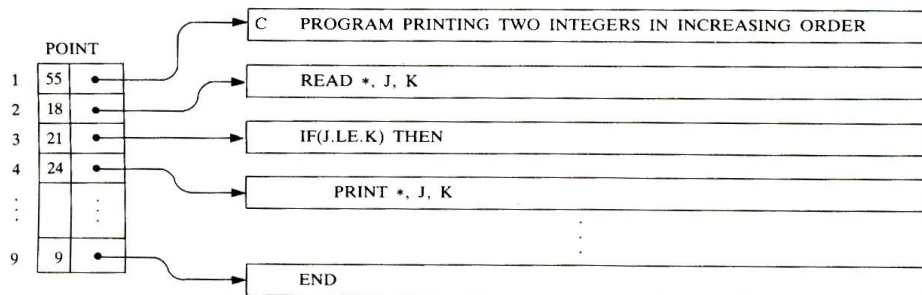 C PROGRAM PRINTING TWO INTEGERS IN INCREASING ORDER
POINT
1 55
READ *, J, K
2 18
3 21
IF(J.LE.K) THEN
4 24
PRINT *, J, K
9 9
END